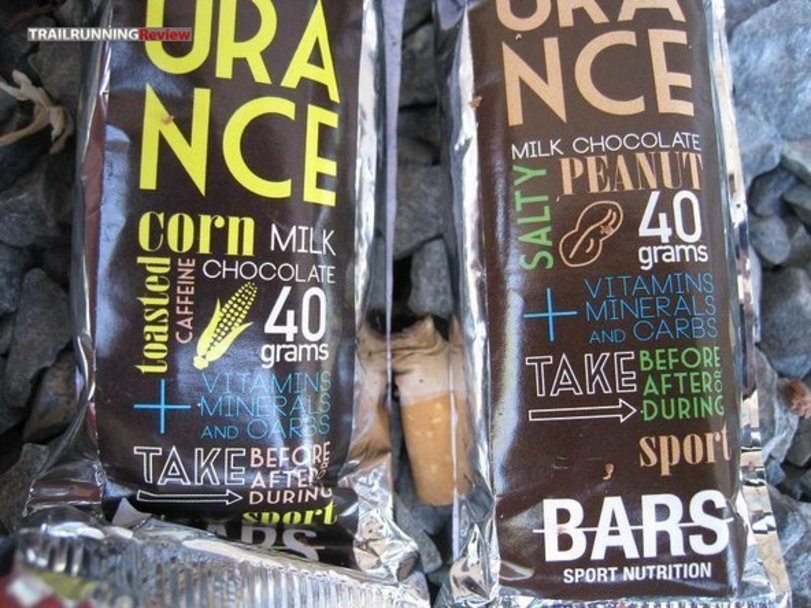 TRAILRUNNINGReview
URA
NCE
corn MILK
CHOCOLATE
toasted
CAFFEINE
40
grams
+ VITAMINS
MINERALS
AND CARBS
TAKE
BEFORE
AFTER OR
DURING
sport
URA
NCE
MILK CHOCOLATE
SALTY
PEANUT
40
grams
+ VITAMINS
MINERALS
AND CARBS
TAKE
BEFORE
AFTER OR
DURING
sport
BARS
SPORT NUTRITION